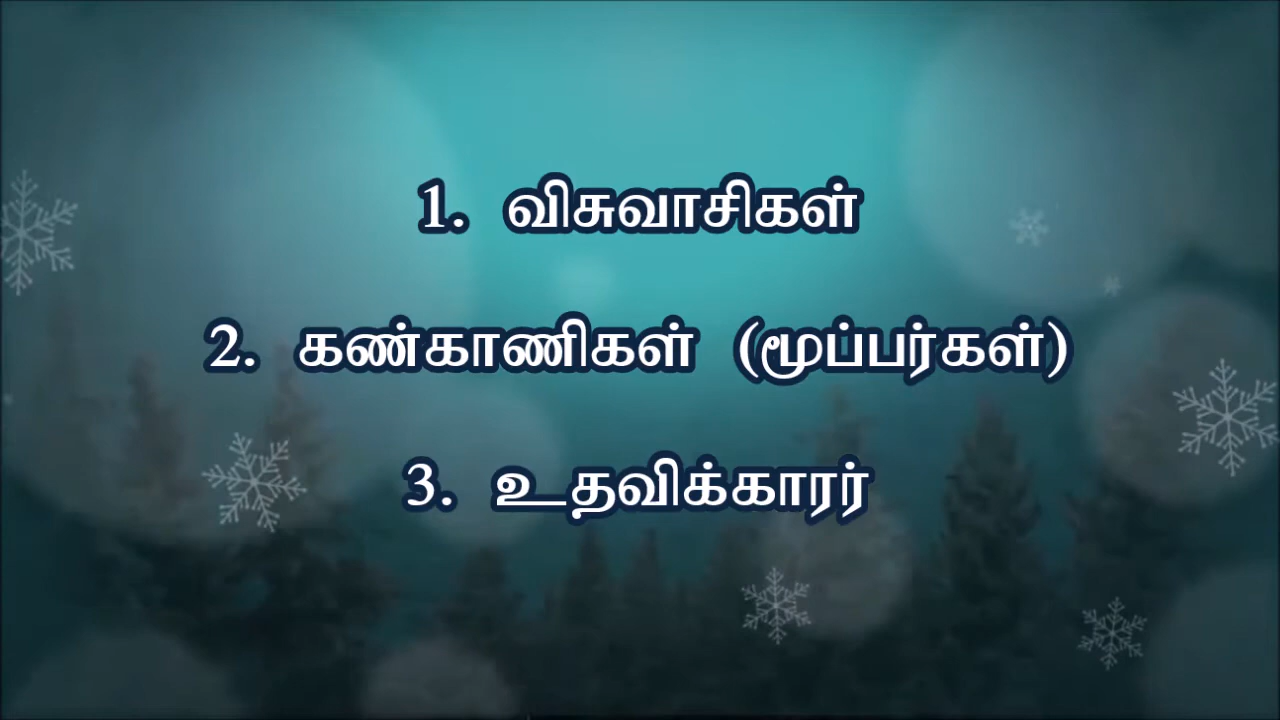 1. விசுவாசிகள்
2. கண்காணிகள் (மூப்பர்கள்)
3. உதவிக்காரர்